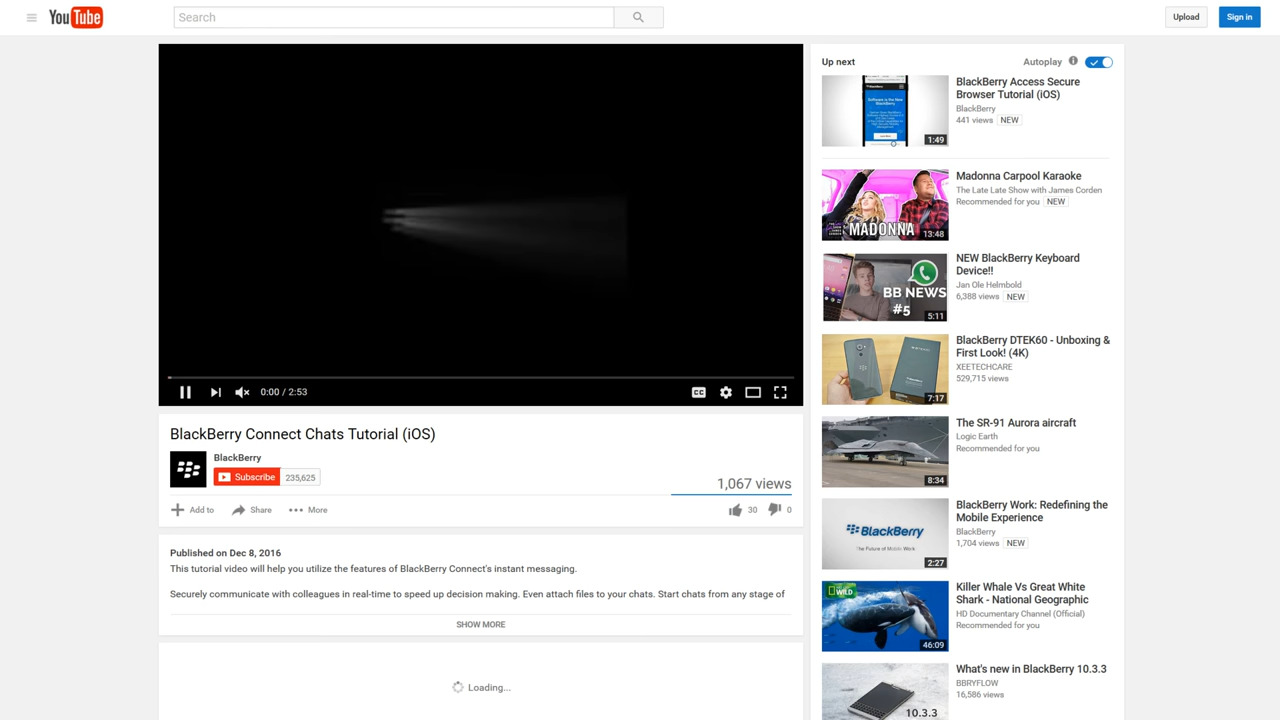 YouTube
Search
Upload
Sign in
0:00 / 2:53
CC
BlackBerry Connect Chats Tutorial (iOS)
BlackBerry
Subscribe
235,625
1,067 views
Add to
Share
More
30
0
Published on Dec 8, 2016
This tutorial video will help you utilize the features of BlackBerry Connect's instant messaging.
Securely communicate with colleagues in real-time to speed up decision making. Even attach files to your chats. Start chats from any stage of
SHOW MORE
Loading...
Up next
Autoplay
1:49
BlackBerry Access Secure
Browser Tutorial (iOS)
BlackBerry
441 views NEW
MADONNA
13:48
Madonna Carpool Karaoke
The Late Late Show with James Corden
Recommended for you NEW
BB NEWS
#5
5:11
NEW BlackBerry Keyboard
Device!!
Jan Ole Helmbold
6,388 views NEW
7:17
BlackBerry DTEK60 - Unboxing &
First Look! (4K)
XEETECHCARE
529,715 views
8:34
The SR-91 Aurora aircraft
Logic Earth
Recommended for you
BlackBerry
The Future of Mobile Work
2:27
BlackBerry Work: Redefining the
Mobile Experience
BlackBerry
1,704 views NEW
WILD
46:09
Killer Whale Vs Great White
Shark - National Geographic
HD Documentary Channel (Official)
Recommended for you
10.3.3
What's new in BlackBerry 10.3.3
BBRYFLOW
16,586 views